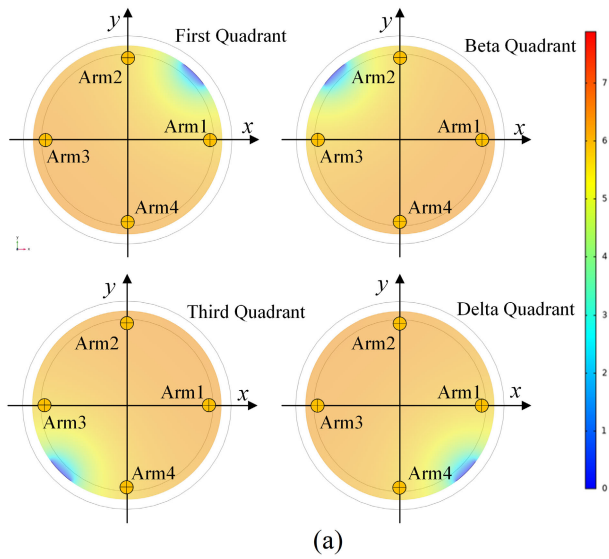 y
First Quadrant
Arm2
Arm1
x
Arm3
Arm4
y
Beta Quadrant
Arm2
Arm1
x
Arm3
Arm4
y
Third Quadrant
Arm2
Arm1
x
Arm3
Arm4
y
Delta Quadrant
Arm2
Arm1
x
Arm3
Arm4
7
6
5
4
3
2
1
0
(a)